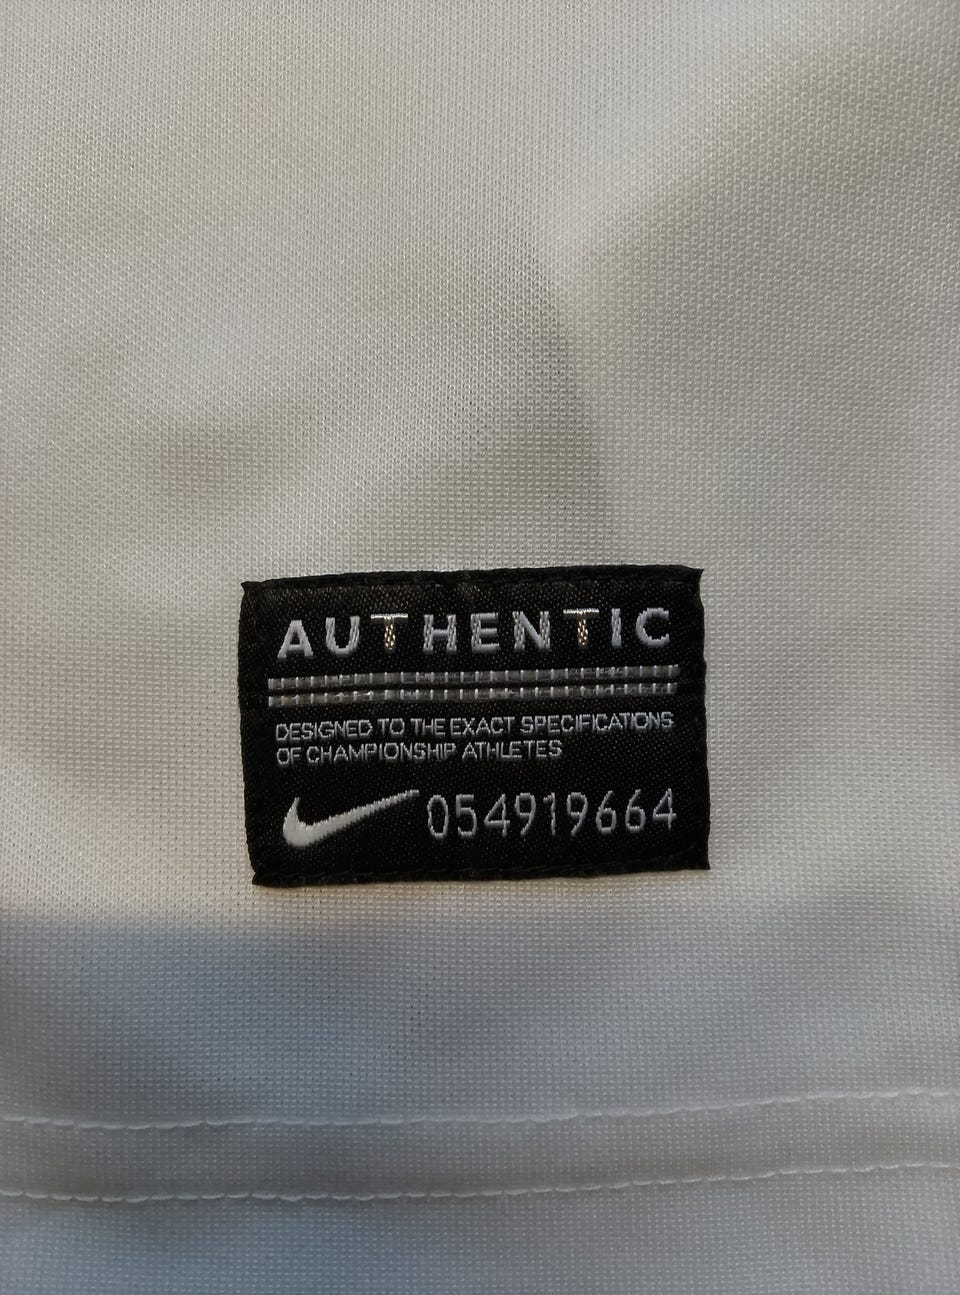 AUTHENTIC
DESIGNED TO THE EXACT SPECIFICATIONS
OF CHAMPIONSHIP ATHLETES
054919664